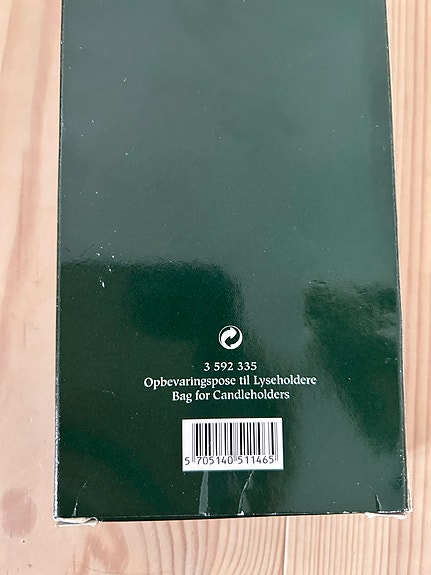 3 592 335
Opbevaringspose til Lyseholdere
Bag for Candleholders
5 705140 511465